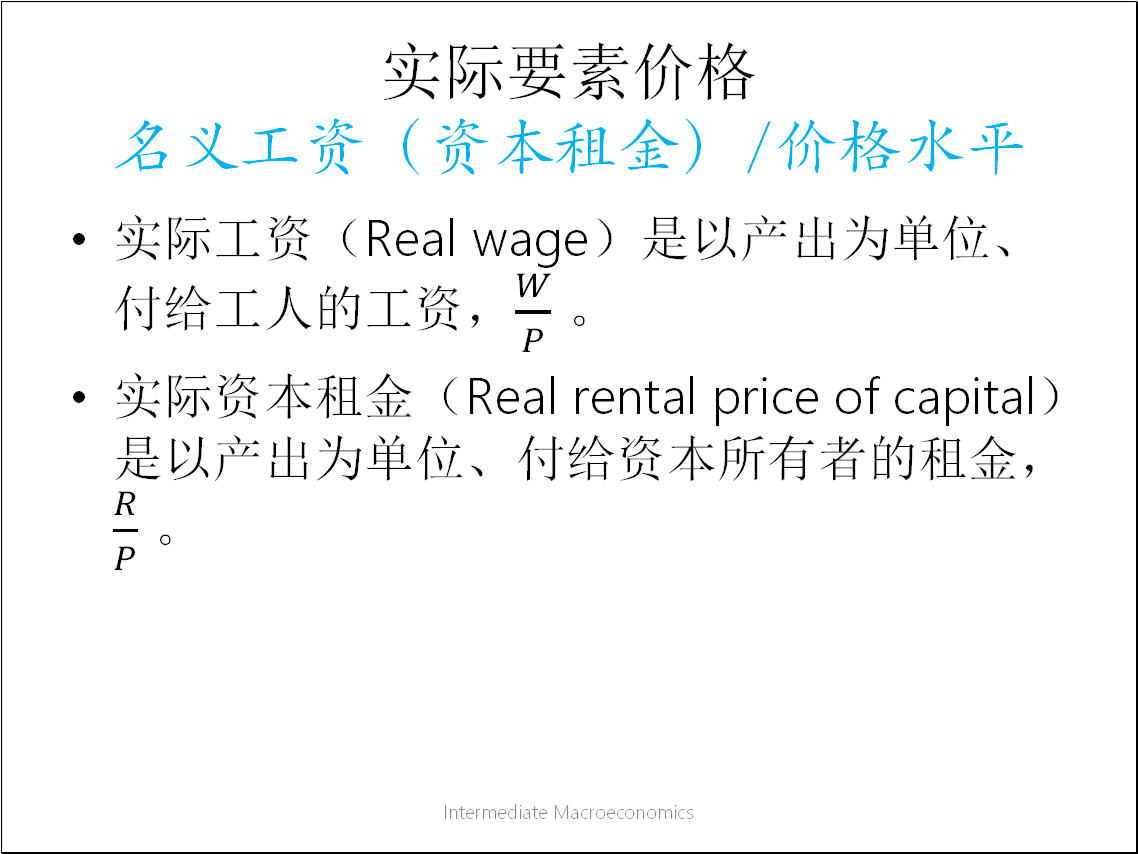 实际要素价格
名义工资（资本租金）/价格水平
• 实际工资（Real wage）是以产出为单位、
付给工人的工资，W/P 。
• 实际资本租金（Real rental price of capital）
是以产出为单位、付给资本所有者的租金，
R/P 。
Intermediate Macroeconomics